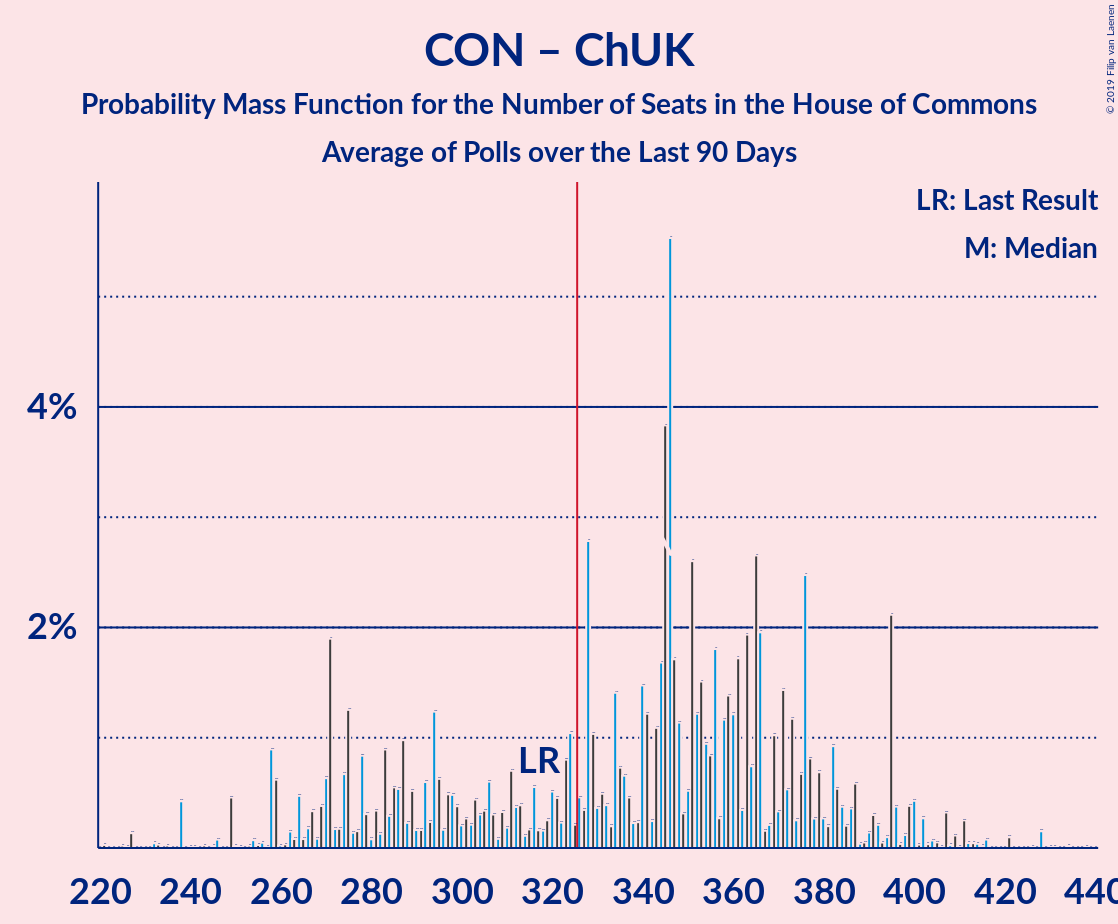 CON – ChUK
Probability Mass Function for the Number of Seats in the House of Commons
Average of Polls over the Last 90 Days
© 2019 Filip van Laenen
LR: Last Result
M: Median
4%
2%
LR
220 240 260 280 300 320 340 360 380 400 420 440